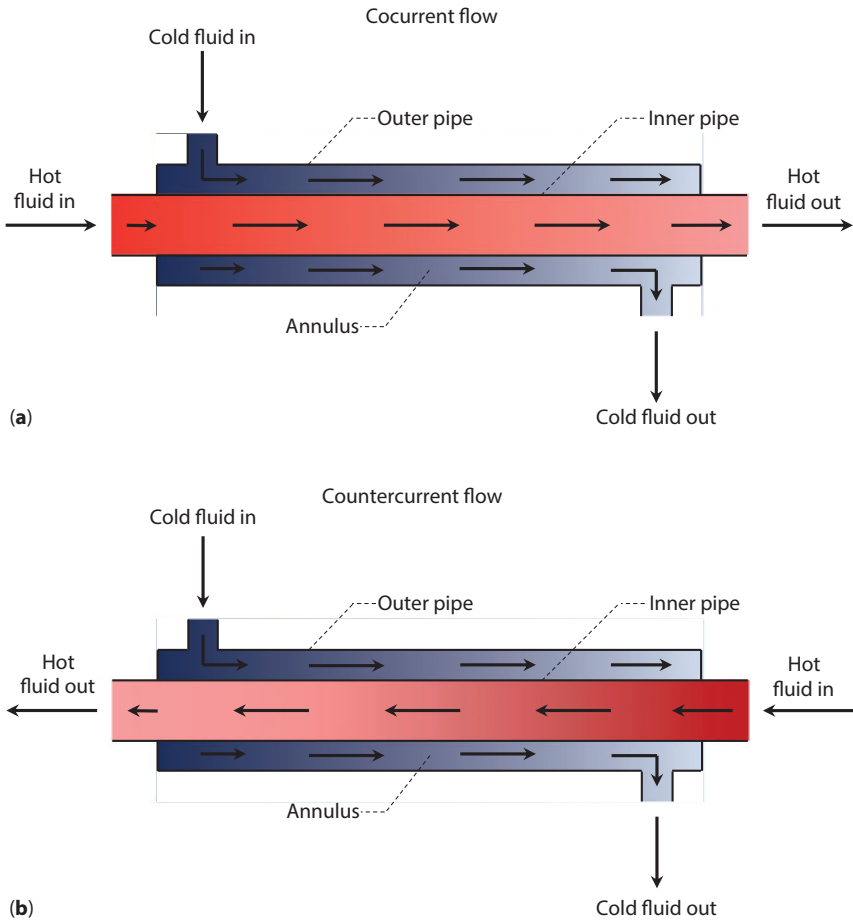 Cocurrent flow
Cold fluid in
Outer pipe
Inner pipe
Hot
fluid in
Hot
fluid out
Annulus
Cold fluid out
(a)
Countercurrent flow
Cold fluid in
Outer pipe
Inner pipe
Hot
fluid out
Hot
fluid in
Annulus
Cold fluid out
(b)